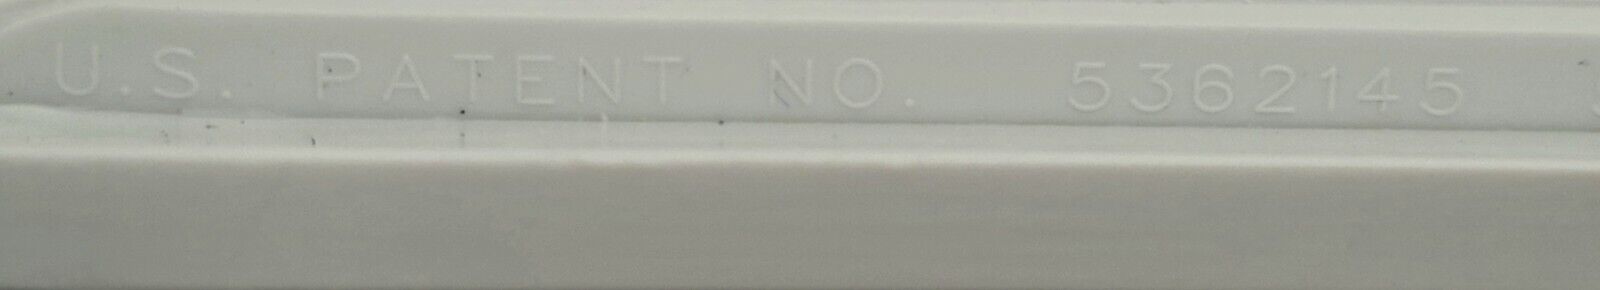 U.S. PATENT NO. 5362145